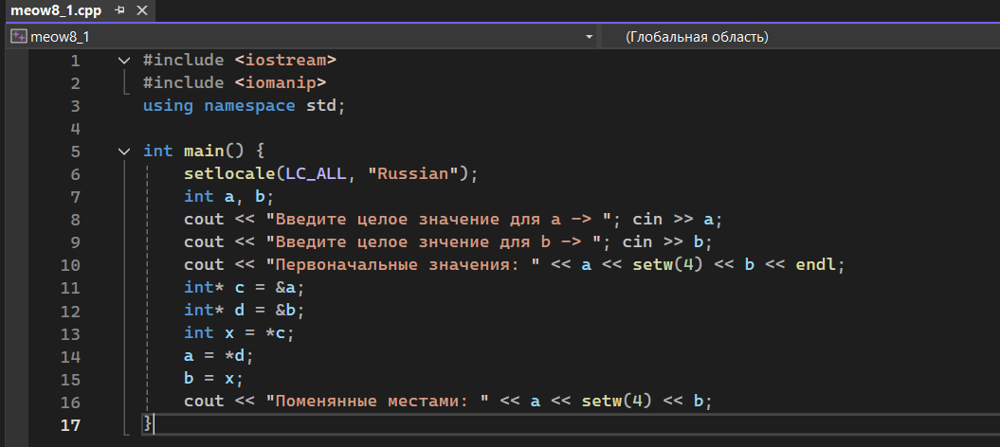 meow8_1.cpp
meow8_1 (Глобальная область)
1 #include <iostream>
2 #include <iomanip>
3 using namespace std;
4
5 int main() {
6 setlocale(LC_ALL, "Russian");
7 int a, b;
8 cout << "Введите целое значение для a -> "; cin >> a;
9 cout << "Введите целое знчение для b -> "; cin >> b;
10 cout << "Первоначальные значения: " << a << setw(4) << b << endl;
11 int* c = &a;
12 int* d = &b;
13 int x = *c;
14 a = *d;
15 b = x;
16 cout << "Поменянные местами: " << a << setw(4) << b;
17 }